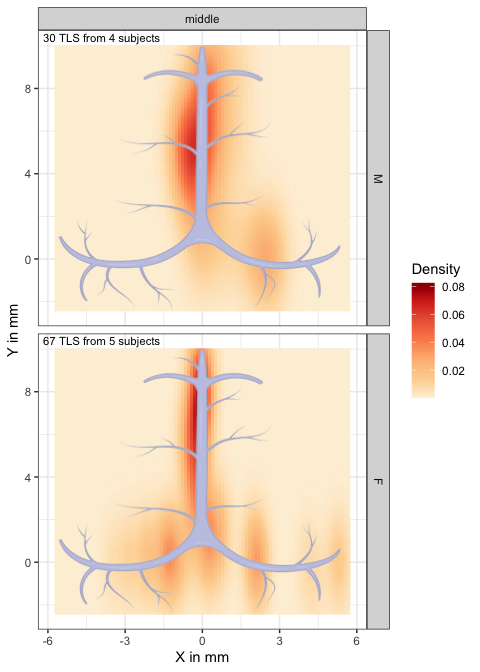 middle
30 TLS from 4 subjects
8
4
0
M
67 TLS from 5 subjects
8
4
0
F
-6 -3 0 3 6
X in mm
Y in mm
Density
0.08
0.06
0.04
0.02